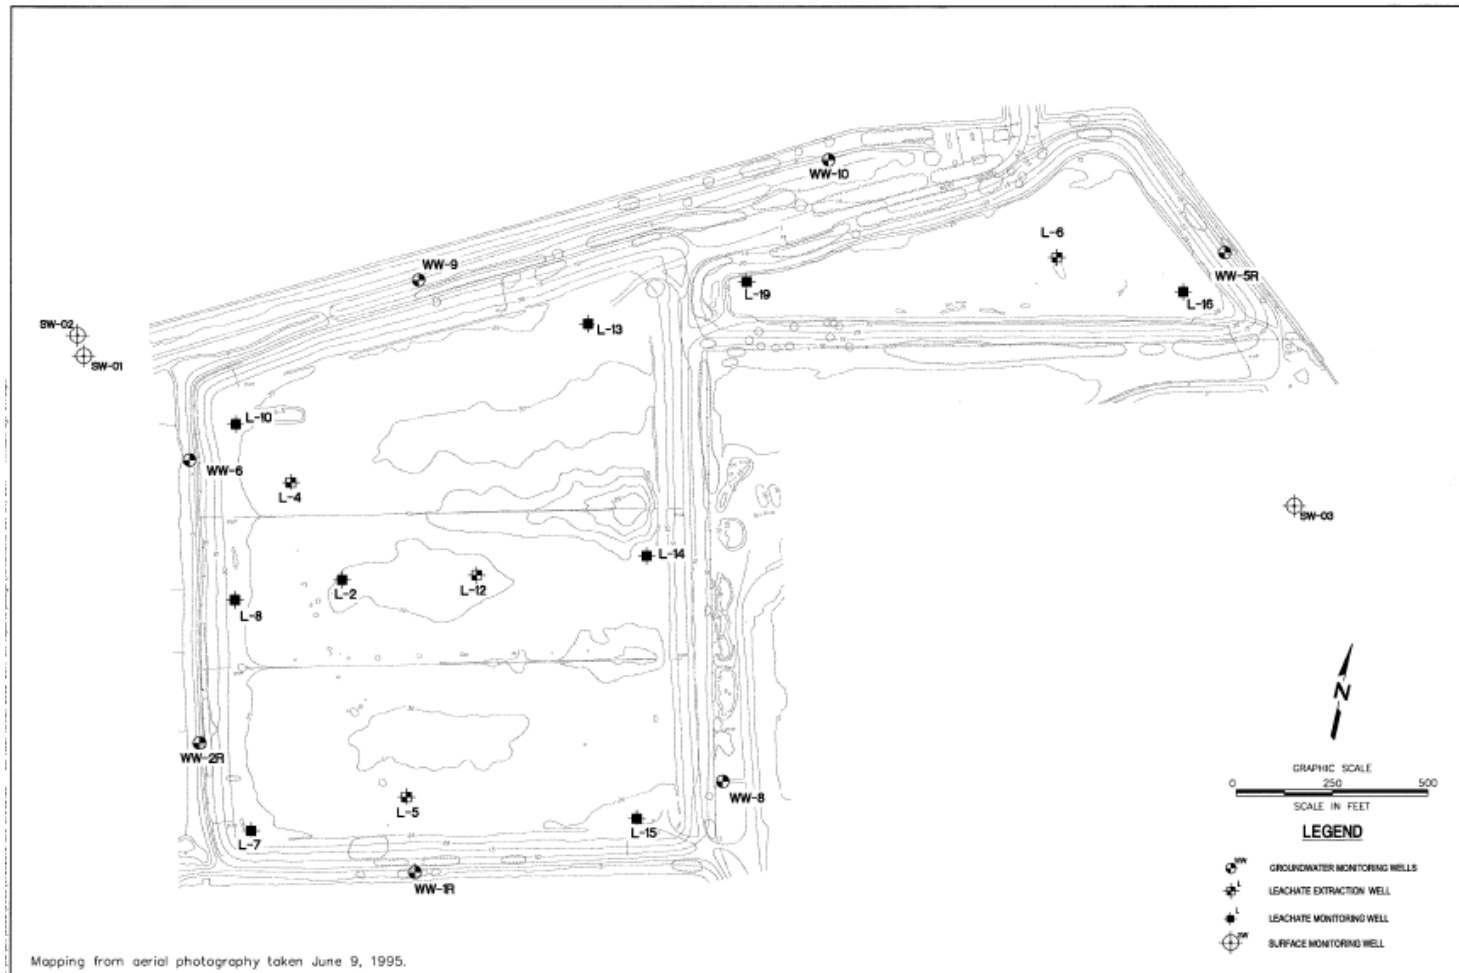 WW-10
L-6
WW-9
WW-5R
L-19
L-16
SW-02
L-13
SW-01
L-10
WW-6
L-4
SW-03
L-14
L-2
L-12
L-8
N
WW-2R
GRAPHIC SCALE
0 250 500
SCALE IN FEET
WW-8
L-5
L-15
LEGEND
L-7
WW-1R
WW GROUNDWATER MONITORING WELLS
L LEACHATE EXTRACTION WELL
L LEACHATE MONITORING WELL
SW SURFACE MONITORING WELL
Mapping from aerial photography taken June 9, 1995.